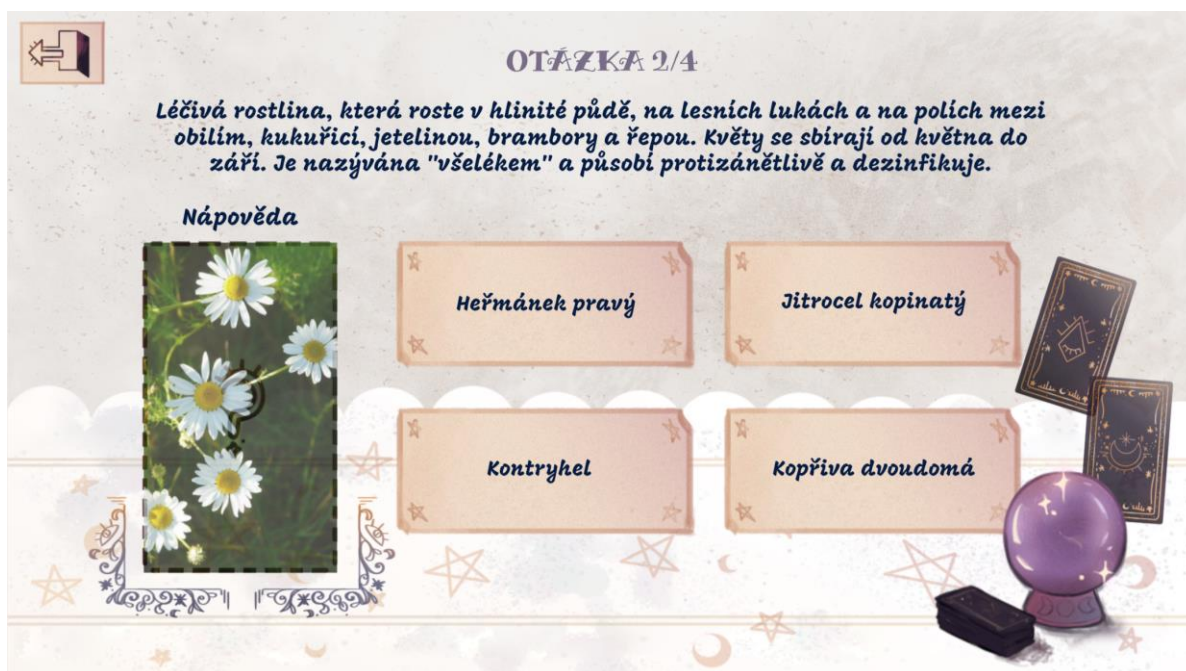 OTÁZKA 2/4
Léčivá rostlina, která roste v hlinité půdě, na lesních lukách a na polích mezi
obilím, kukuřicí, jetelinou, brambory a řepou. Květy se sbírají od května do
září. Je nazývána "všelékem" a působí protizánětlivě a dezinfikuje.
Nápověda
Heřmánek pravý
Jitrocel kopinatý
Kontryhel
Kopřiva dvoudomá